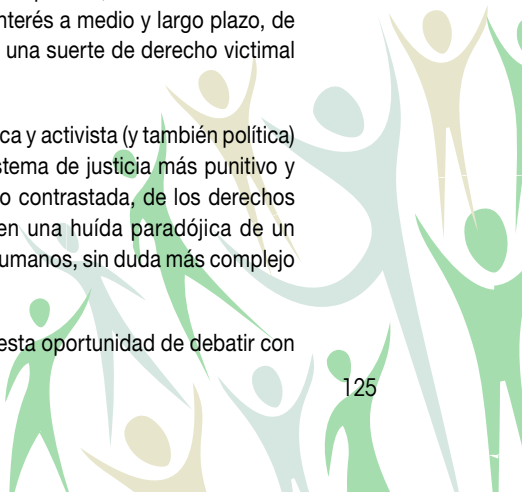 nterés a medio y largo plazo, de
una suerte de derecho victimal
ca y activista (y también política)
stema de justicia más punitivo y
o contrastada, de los derechos
en una huída paradójica de un
umanos, sin duda más complejo
esta oportunidad de debatir con
125